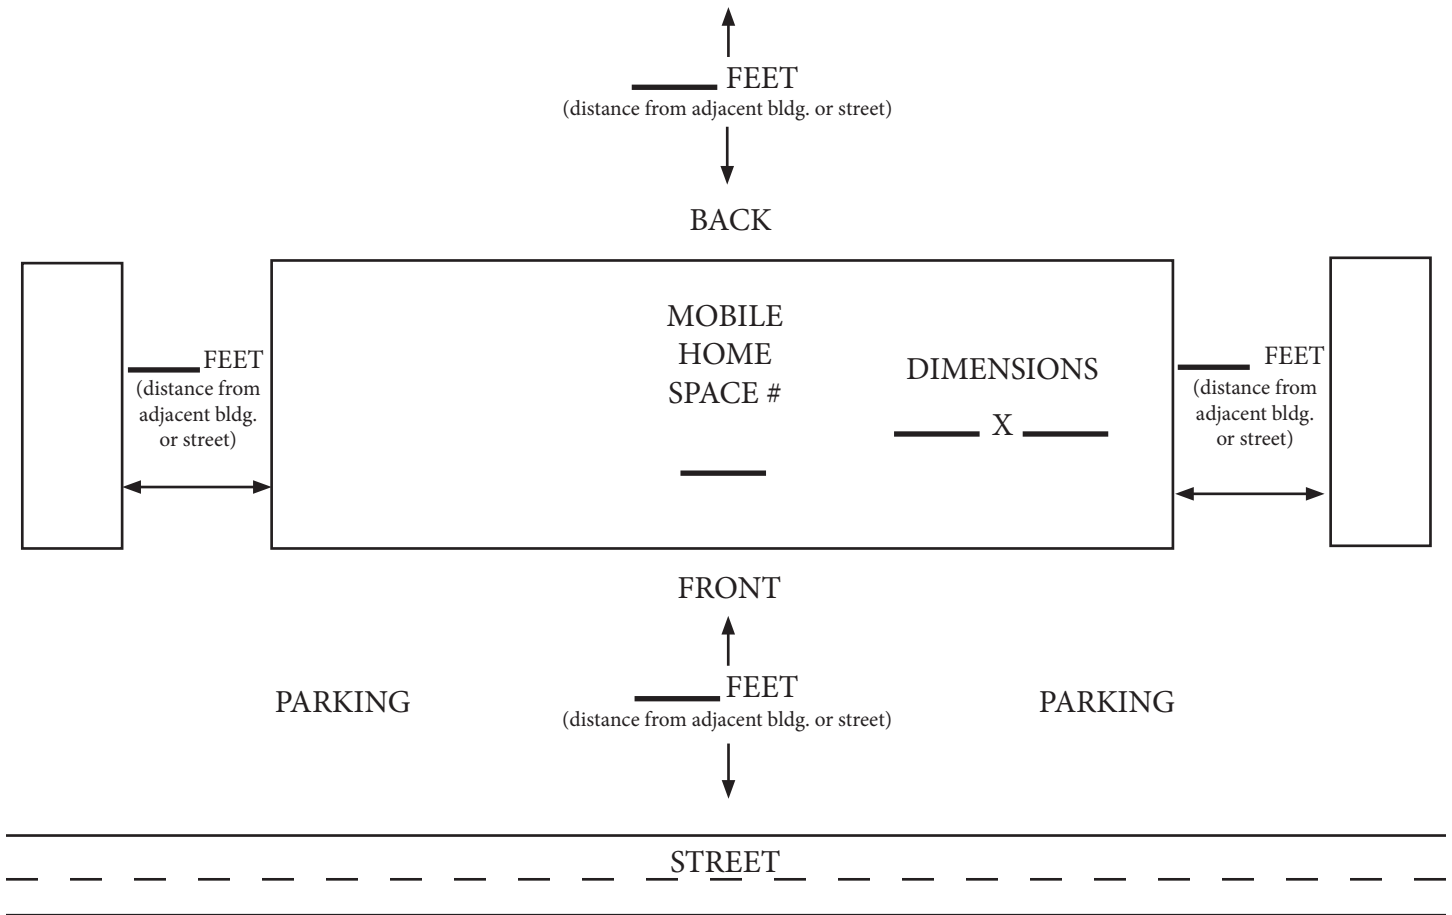 FEET
(distance from adjacent bldg. or street)
BACK
MOBILE
HOME
SPACE #
DIMENSIONS
X
FEET
(distance from
adjacent bldg.
or street)
FEET
(distance from
adjacent bldg.
or street)
FRONT
PARKING
FEET
(distance from adjacent bldg. or street)
PARKING
STREET